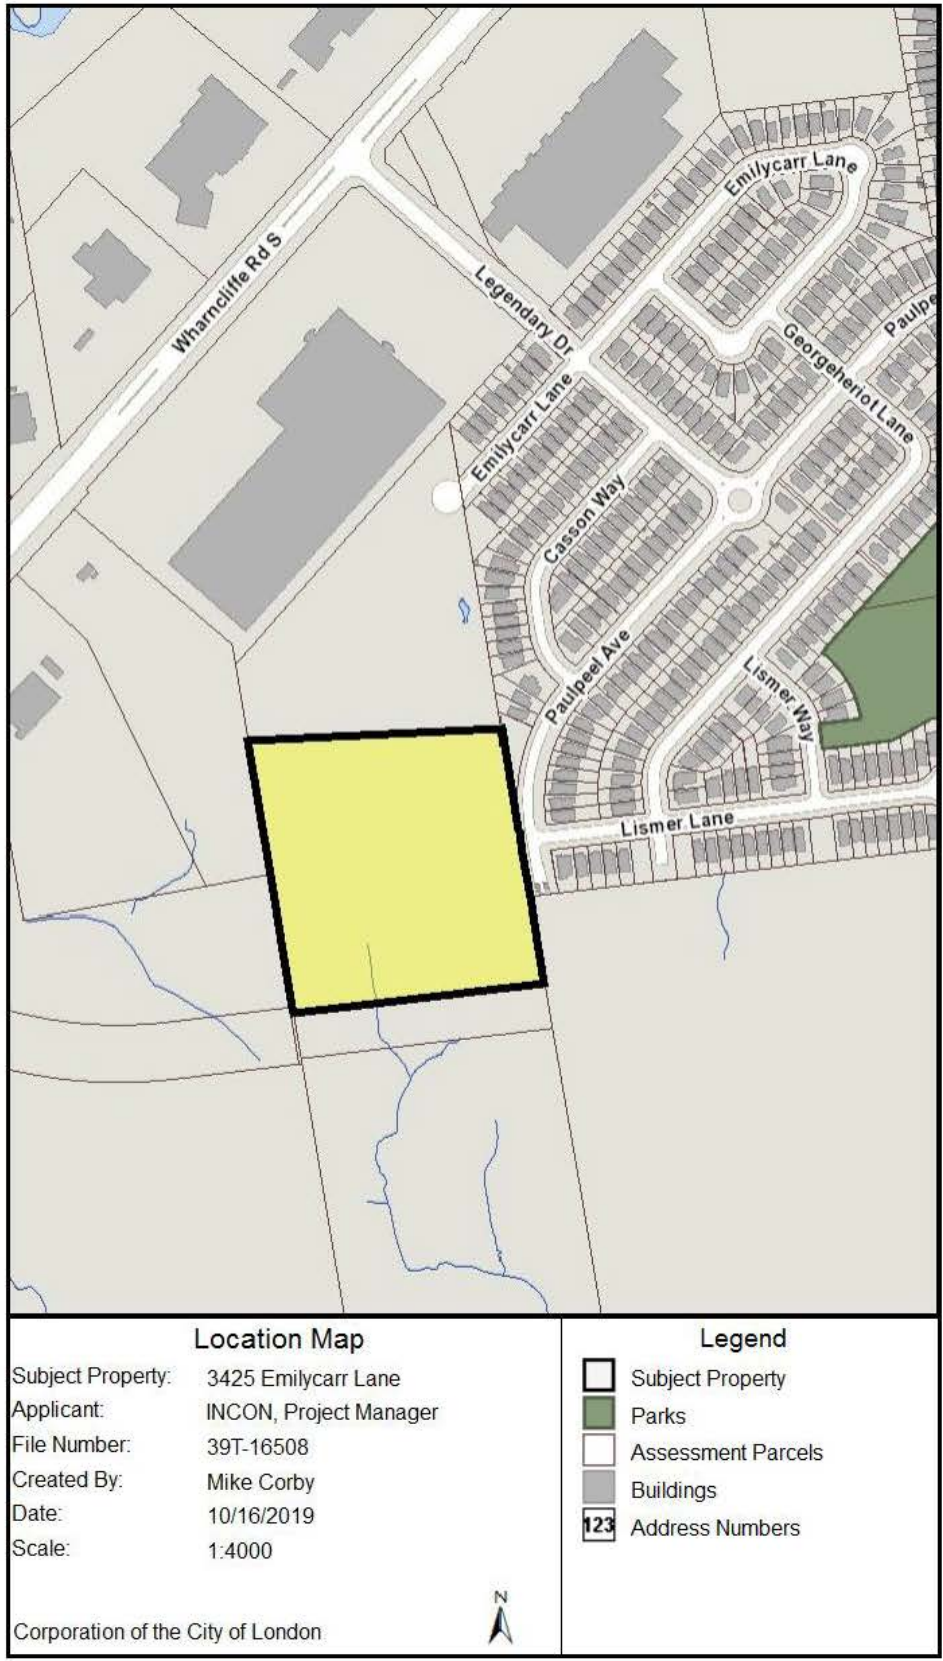 Emilycarr Lane
Wharncliffe Rd S
Legendary Dr
Paulpe
Georgeheriot Lane
Emilycarr Lane
Casson Way
Paulpeel Ave
Lismer Way
Lismer Lane
Location Map
Subject Property: 3425 Emilycarr Lane
Applicant: INCON, Project Manager
File Number: 39T-16508
Created By: Mike Corby
Date: 10/16/2019
Scale: 1:4000
N
Corporation of the City of London
Legend
Subject Property
Parks
Assessment Parcels
Buildings
123 Address Numbers